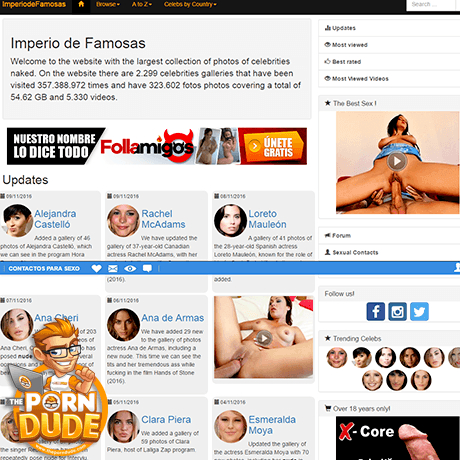 ImperiodeFamosas
Home
Browse
A to Z
Celebs by Country
Search ...
Imperio de Famosas
Welcome to the website with the largest collection of photos of celebrities
naked. On the website there are 2.299 celebrities galleries that have been
visited 357.388.972 times and have 323.602 fotos photos covering a total of
54.62 GB and 5.330 videos.
NUESTRO NOMBRE
LO DICE TODO
Follamigos
ÚNETE
GRATIS
Updates
09/11/2016
Alejandra
Castelló
Added a gallery of 46
photos of Alejandra Castelló, which
we can see in the program Hora
09/11/2016
Rachel
McAdams
We have updated the
gallery of 37-year-old Canadian
actress Rachel McAdams, with her
(2016).
08/11/2016
Loreto
Mauleón
A gallery of 41 photos of
the 28-year-old Spanish actress
Loreto Mauleón, known for the role of
added.
CONTACTOS PARA SEXO
07/11/2016
Ana Cheri
of 203
of
has
posed nude
06/11/2016
Ana de Armas
We have added 29 new
to the gallery of photos
actress Ana de Armas, including a
new nude. This time we can see the
tits and her tremendous ass while
fucking in the film Hands of Stone
(2016).
THE
PORN
DUDE
the singer
repeatedly nude for Interviu
05/11/2016
Clara Piera
We have added a
gallery of 59 photos of Clara
Piera, host of Laliga Zap program
04/11/2016
Esmeralda
Moya
Updated the gallery of
the actress Esmeralda Moya with
Updates
Most viewed
Best rated
Most Viewed Videos
The Best Sex !
Forum
Sexual Contacts
Follow us!
Trending Celebs
Over 18 years only!
X-Core